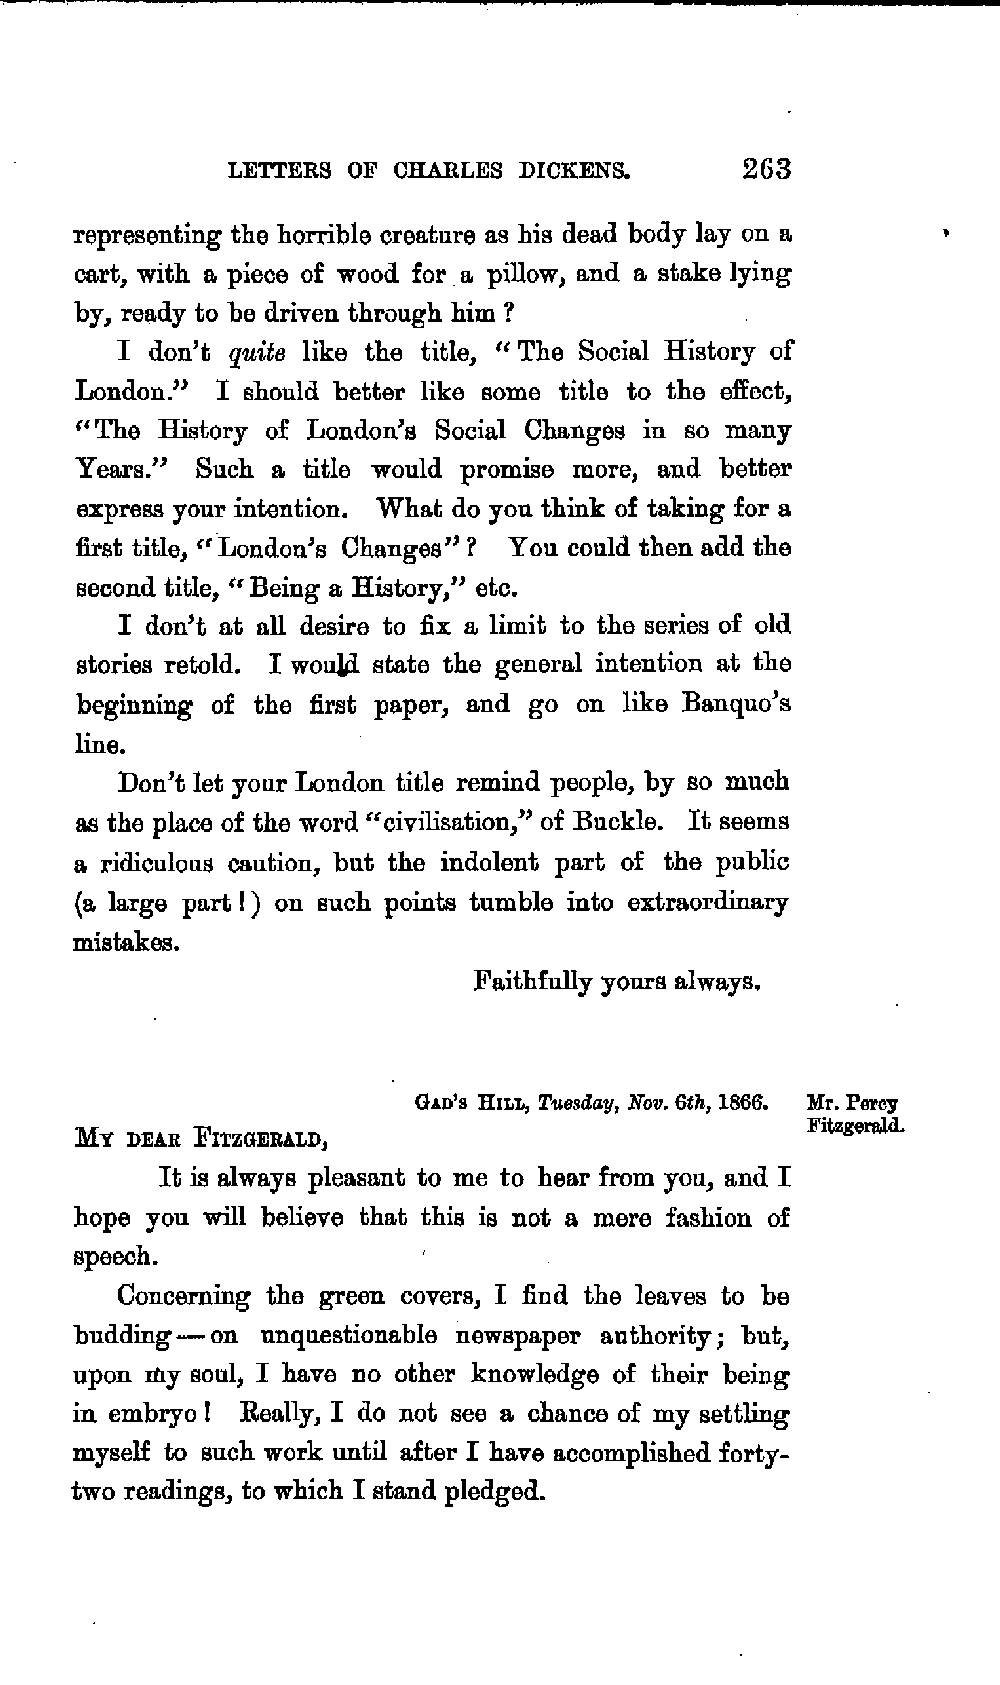 LETTERS OF CHARLES DICKENS. 263
representing the horrible creature as his dead body lay on a
cart, with a piece of wood for a pillow, and a stake lying
by, ready to be driven through him ?
I don't quite like the title, "The Social History of
London." I should better like some title to the effect,
"The History of London's Social Changes in so many
Years." Such a title would promise more, and better
express your intention. What do you think of taking for a
first title, "London's Changes"? You could then add the
second title, "Being a History," etc.
I don't at all desire to fix a limit to the series of old
stories retold. I would state the general intention at the
beginning of the first paper, and go on like Banquo's
line.
Don't let your London title remind people, by so much
as the place of the word "civilisation," of Buckle. It seems
a ridiculous caution, but the indolent part of the public
(a large part!) on such points tumble into extraordinary
mistakes.
Faithfully yours always.
GAD'S HILL, Tuesday, Nov. 6th, 1866.
Mr. Percy
Fitzgerald.
MY DEAR FITZGERALD,
It is always pleasant to me to hear from you, and I
hope you will believe that this is not a mere fashion of
speech.
Concerning the green covers, I find the leaves to be
budding—on unquestionable newspaper authority; but,
upon my soul, I have no other knowledge of their being
in embryo! Really, I do not see a chance of my settling
myself to such work until after I have accomplished forty-
two readings, to which I stand pledged.